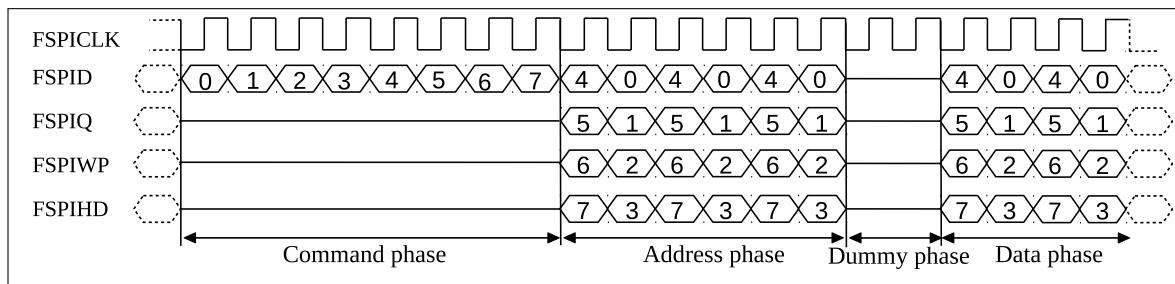 FSPICLK
FSPID 0 1 2 3 4 5 6 7 4 0 4 0 4 0 4 0 4 0
FSPIQ 5 1 5 1 5 1 5 1 5 1
FSPIWP 6 2 6 2 6 2 6 2 6 2
FSPIHD 7 3 7 3 7 3 7 3 7 3
Command phase Address phase Dummy phase Data phase